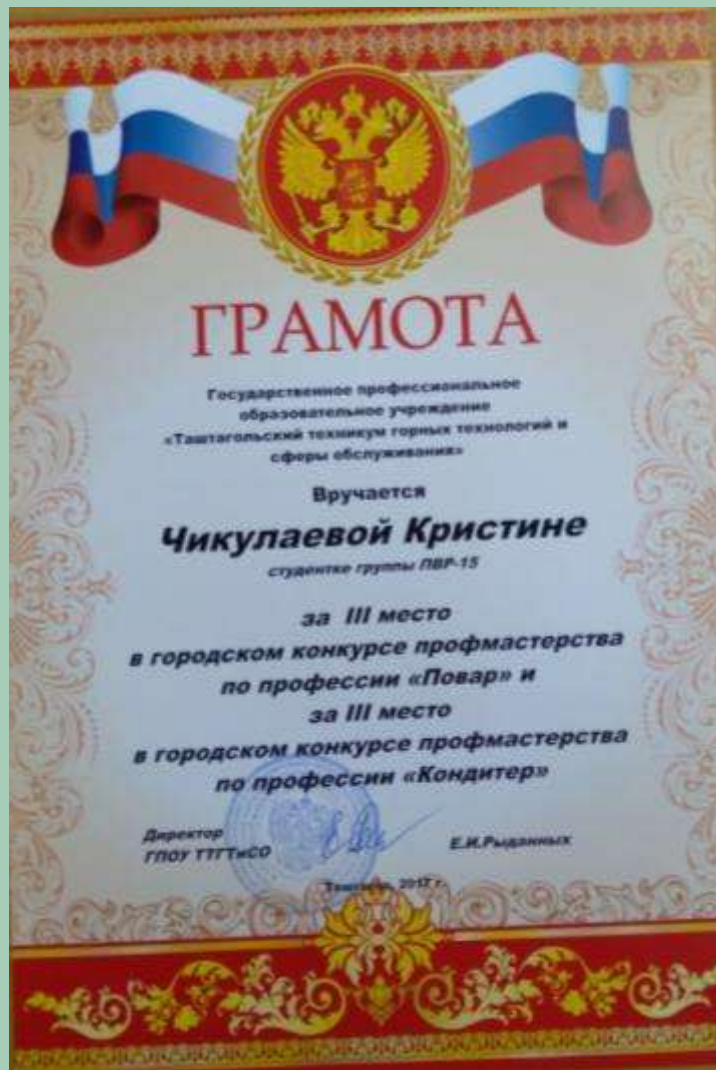 ГРАМОТА
Государственное профессиональное
образовательное учреждение
«Таштагольский техникум горных технологий и
сферы обслуживания»
Вручается
Чикулаевой Кристине
студентке группы ПВР-15
за III место
в городском конкурсе профмастерства
по профессии «Повар» и
за III место
в городском конкурсе профмастерства
по профессии «Кондитер»
Директор
ГПОУ ТТГТиСО Е.И.Рыданных
Таштагол, 2017 г.